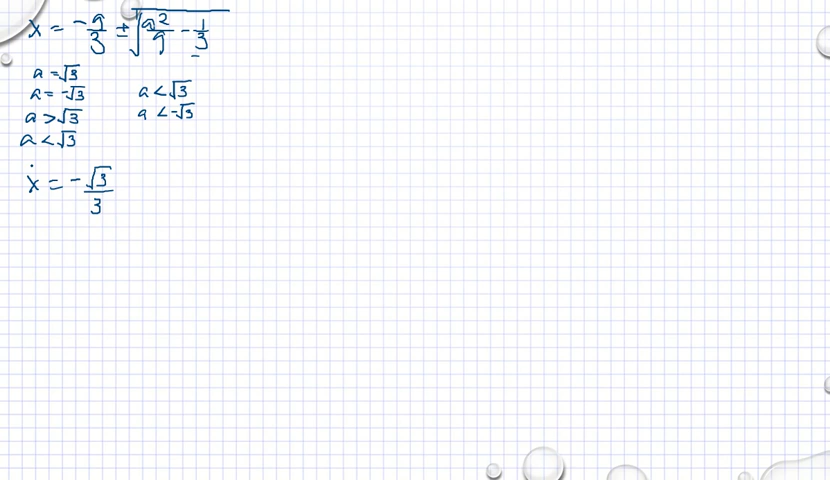 x = -a/3 ± √(a²/9 - 1/3)
a = √3
a = -√3
a > √3
a < √3
a < √3
a < -√3
x = -√3/3